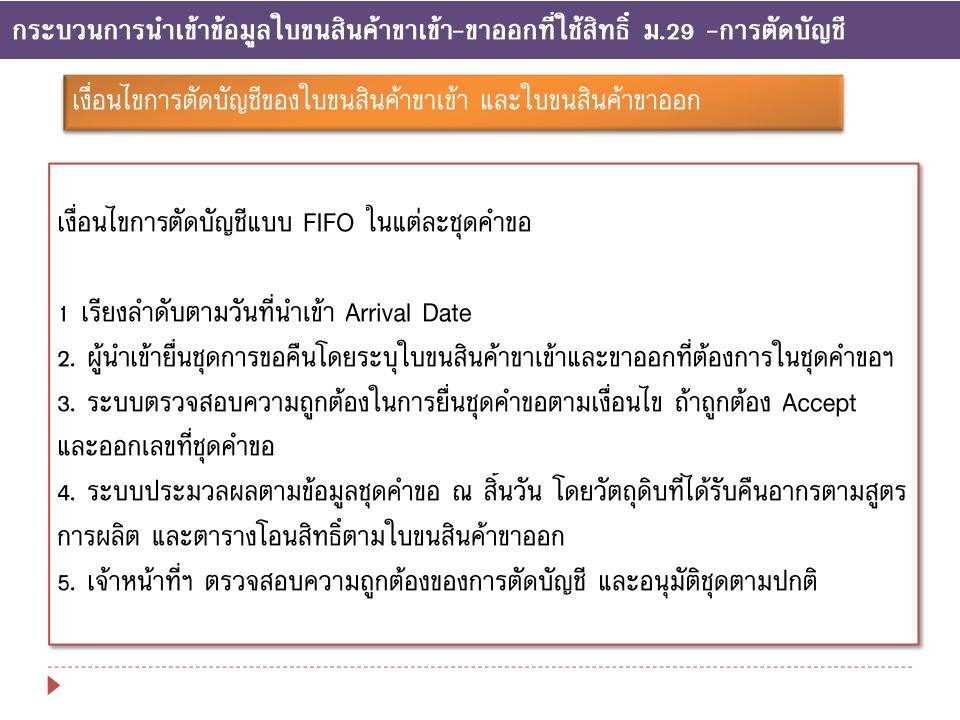 กระบวนการนำเข้าข้อมูลใบขนสินค้าขาเข้า-ขาออกที่ใช้สิทธิ์ ม.29 -การตัดบัญชี
เงื่อนไขการตัดบัญชีของใบขนสินค้าขาเข้า และใบขนสินค้าขาออก
เงื่อนไขการตัดบัญชีแบบ FIFO ในแต่ละชุดคำขอ
1 เรียงลำดับตามวันที่นำเข้า Arrival Date
2. ผู้นำเข้ายื่นชุดการขอคืนโดยระบุใบขนสินค้าขาเข้าและขาออกที่ต้องการในชุดคำขอฯ
3. ระบบตรวจสอบความถูกต้องในการยื่นชุดคำขอตามเงื่อนไข ถ้าถูกต้อง Accept
และออกเลขที่ชุดคำขอ
4. ระบบประมวลผลตามข้อมูลชุดคำขอ ณ สิ้นวัน โดยวัตถุดิบที่ได้รับคืนอากรตามสูตร
การผลิต และตารางโอนสิทธิ์ตามใบขนสินค้าขาออก
5. เจ้าหน้าที่ฯ ตรวจสอบความถูกต้องของการตัดบัญชี และอนุมัติชุดตามปกติ